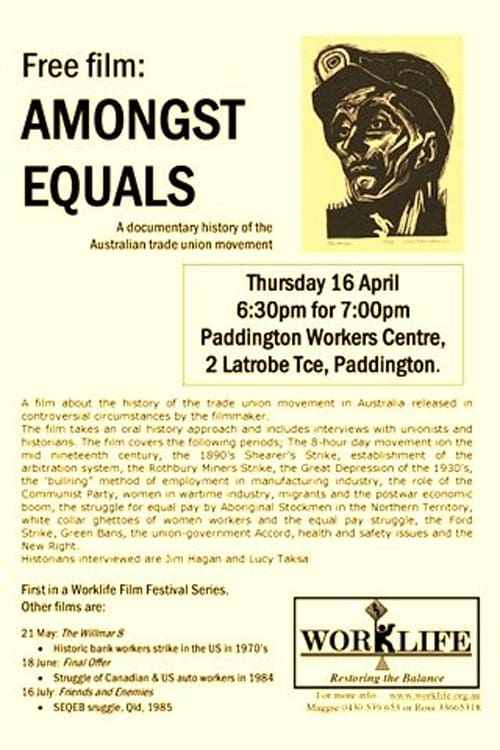 Free film:
AMONGST
EQUALS
A documentary history of the
Australian trade union movement
Thursday 16 April
6:30pm for 7:00pm
Paddington Workers Centre,
2 Latrobe Tce, Paddington.
A film about the history of the trade union movement in Australia released in
controversial circumstances by the filmmaker.
The film takes an oral history approach and includes interviews with unionists and
historians. The film covers the following periods; The 8-hour day movement ion the
mid nineteenth century, the 1890's Shearer's Strike, establishment of the
arbitration system, the Rothbury Miners Strike, the Great Depression of the 1930's,
the 'bullring" method of employment in manufacturing industry, the role of the
Communist Party, women in wartime industry, migrants and the postwar economic
boom, the struggle for equal pay by Aboriginal Stockmen in the Northern Territory,
white collar ghettoes of women workers and the equal pay struggle, the Ford
Strike, Green Bans, the union-government Accord, health and safety issues and the
New Right.
Historians interviewed are Jim Hagan and Lucy Taksa
First in a Worklife Film Festival Series.
Other films are:
21 May: The Willmar 8
• Historic bank workers strike in the US in 1970's
18 June: Final Offer
• Struggle of Canadian & US auto workers in 1984
16 July Friends and Enemies
• SEQEB sruggle, Qld, 1985
WORKLIFE
Restoring the Balance
For more info: www.worklife.org.au
Maggie 0430 539 653 or Ross 33665318